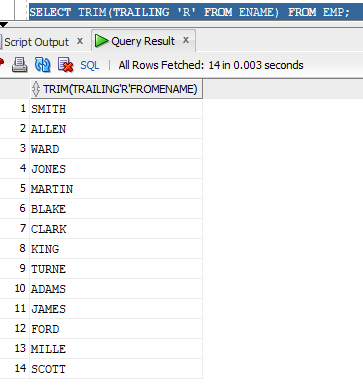 SELECT TRIM(TRAILING 'R' FROM ENAME) FROM EMP;
Script Output x Query Result x
SQL | All Rows Fetched: 14 in 0.003 seconds
TRIM(TRAILING'R'FROMENAME)
1 SMITH
2 ALLEN
3 WARD
4 JONES
5 MARTIN
6 BLAKE
7 CLARK
8 KING
9 TURNE
10 ADAMS
11 JAMES
12 FORD
13 MILLE
14 SCOTT